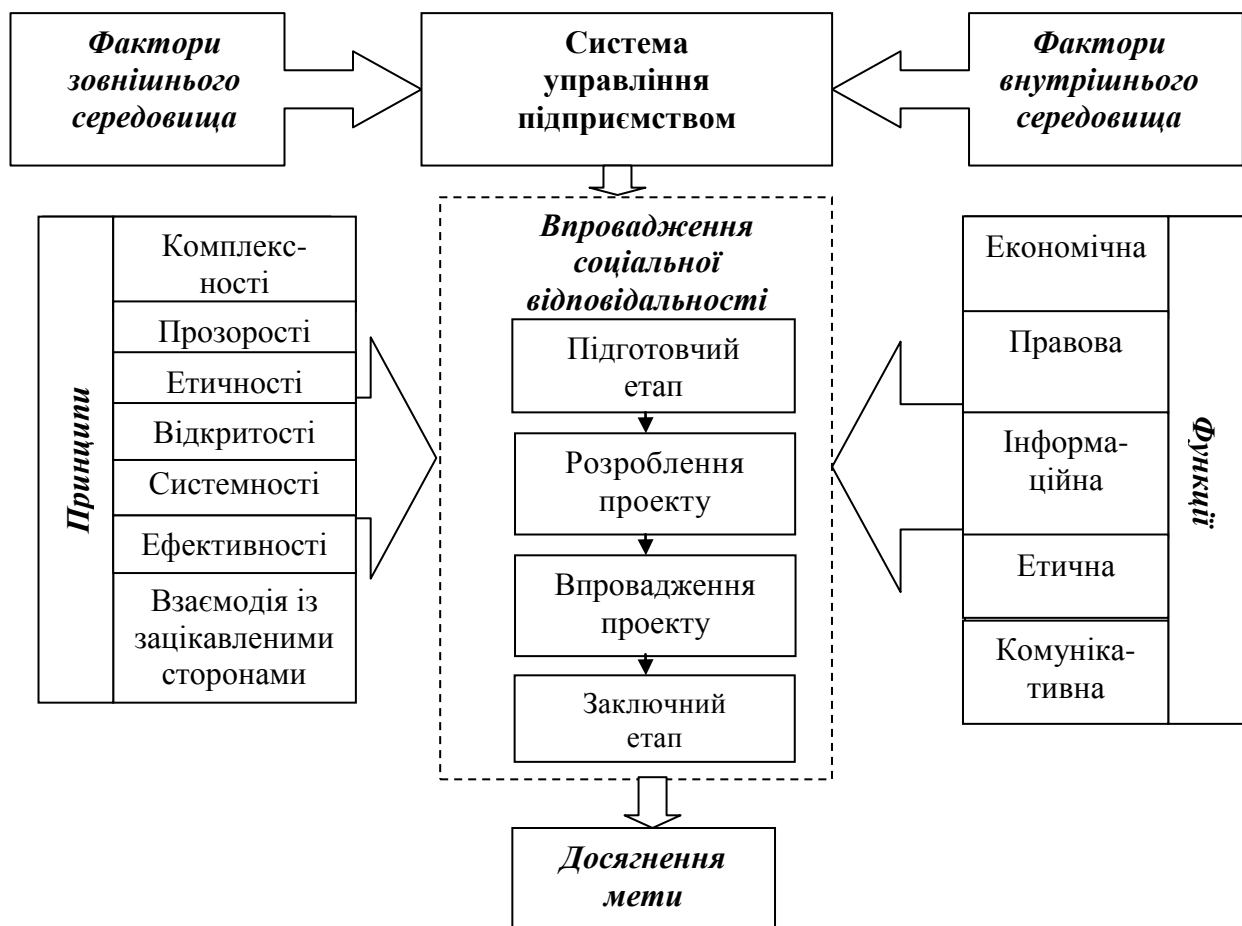 Фактори
зовнішнього
середовища
Система
управління
підприємством
Фактори
внутрішнього
середовища
Принципи
Комплекс-
ності
Прозорості
Етичності
Відкритості
Системності
Ефективності
Взаємодія із
зацікавленими
сторонами
Впровадження
соціальної
відповідальності
Підготовчий
етап
Розроблення
проекту
Впровадження
проекту
Заключний
етап
Економічна
Правова
Інформа-
ційна
Етична
Комуніка-
тивна
Функції
Досягнення
мети